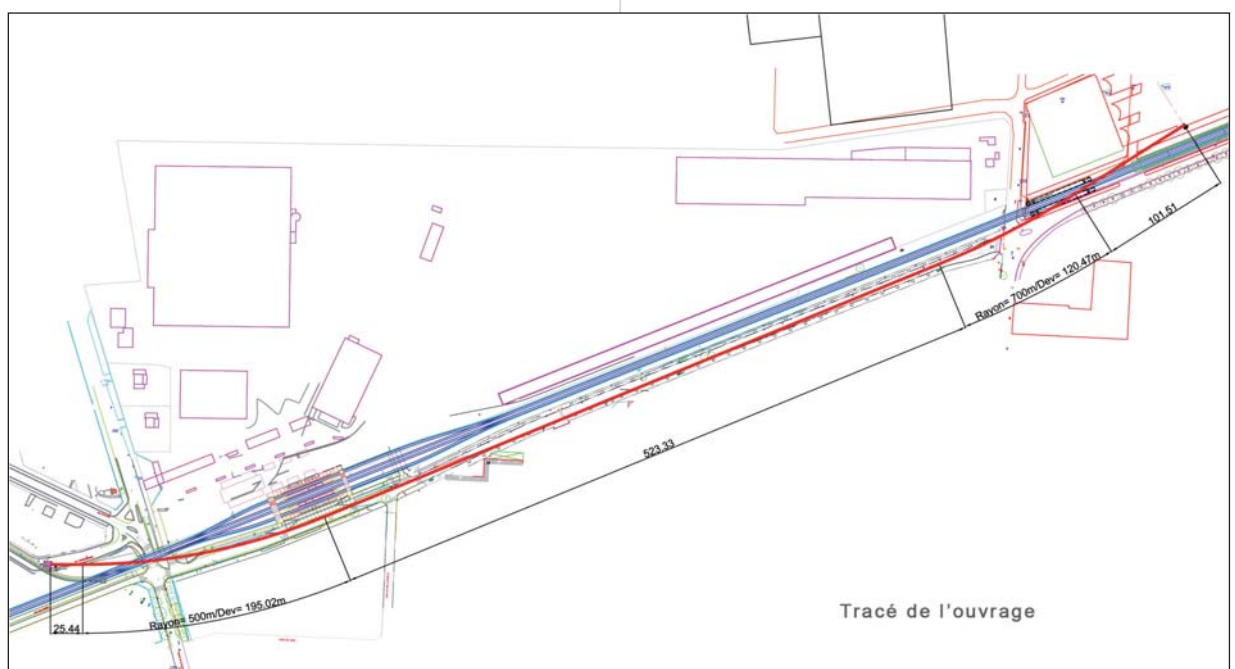 101.51
Rayon= 700m/Dev= 120.47m
523.33
Rayon= 500m/Dev= 195.02m
25.44
Tracé de l'ouvrage